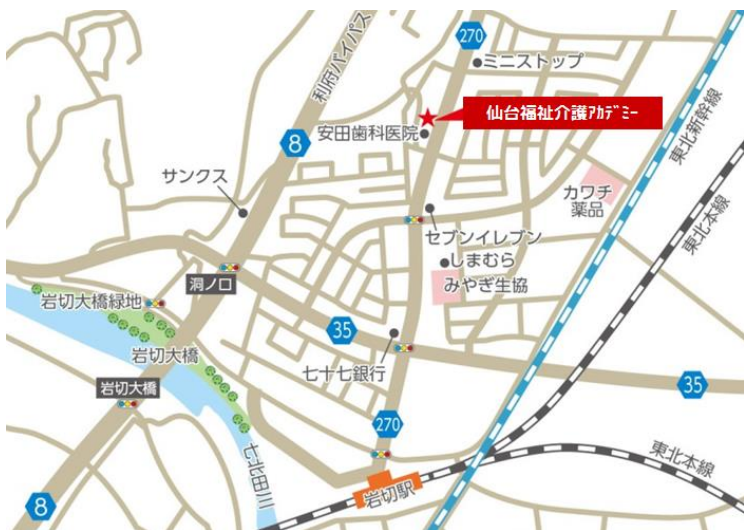 270
ミニストップ
利府バイパス
仙台福祉介護ｱｶﾃﾞﾐｰ
安田歯科医院
8
東北新幹線
サンクス
カワチ
薬品
東北本線
セブンイレブン
しまむら
みやぎ生協
洞ノ口
岩切大橋緑地
35
岩切大橋
七十七銀行
岩切大橋
35
270
七北田川
東北本線
岩切駅
8